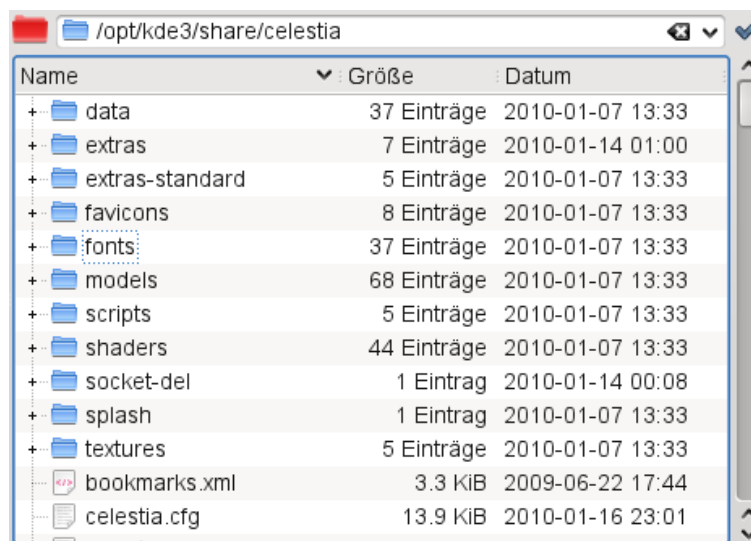 /opt/kde3/share/celestia
Name Größe Datum
data 37 Einträge 2010-01-07 13:33
extras 7 Einträge 2010-01-14 01:00
extras-standard 5 Einträge 2010-01-07 13:33
favicons 8 Einträge 2010-01-07 13:33
fonts 37 Einträge 2010-01-07 13:33
models 68 Einträge 2010-01-07 13:33
scripts 5 Einträge 2010-01-07 13:33
shaders 44 Einträge 2010-01-07 13:33
socket-del 1 Eintrag 2010-01-14 00:08
splash 1 Eintrag 2010-01-07 13:33
textures 5 Einträge 2010-01-07 13:33
bookmarks.xml 3.3 KiB 2009-06-22 17:44
celestia.cfg 13.9 KiB 2010-01-16 23:01